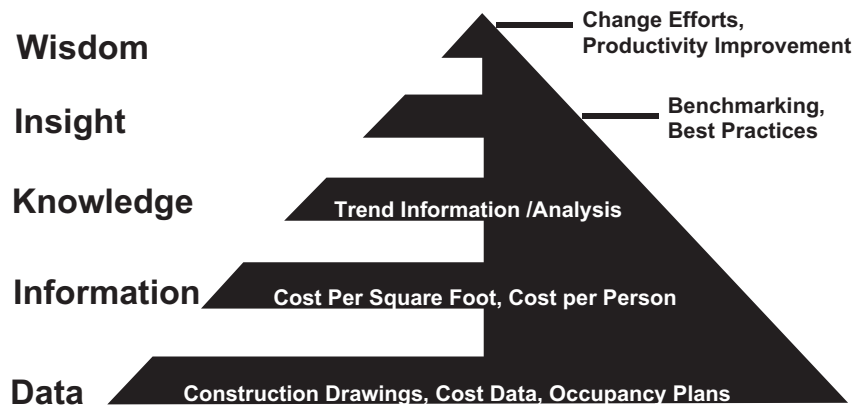 Wisdom
Change Efforts,
Productivity Improvement
Insight
Benchmarking,
Best Practices
Knowledge
Trend Information /Analysis
Information
Cost Per Square Foot, Cost per Person
Data
Construction Drawings, Cost Data, Occupancy Plans